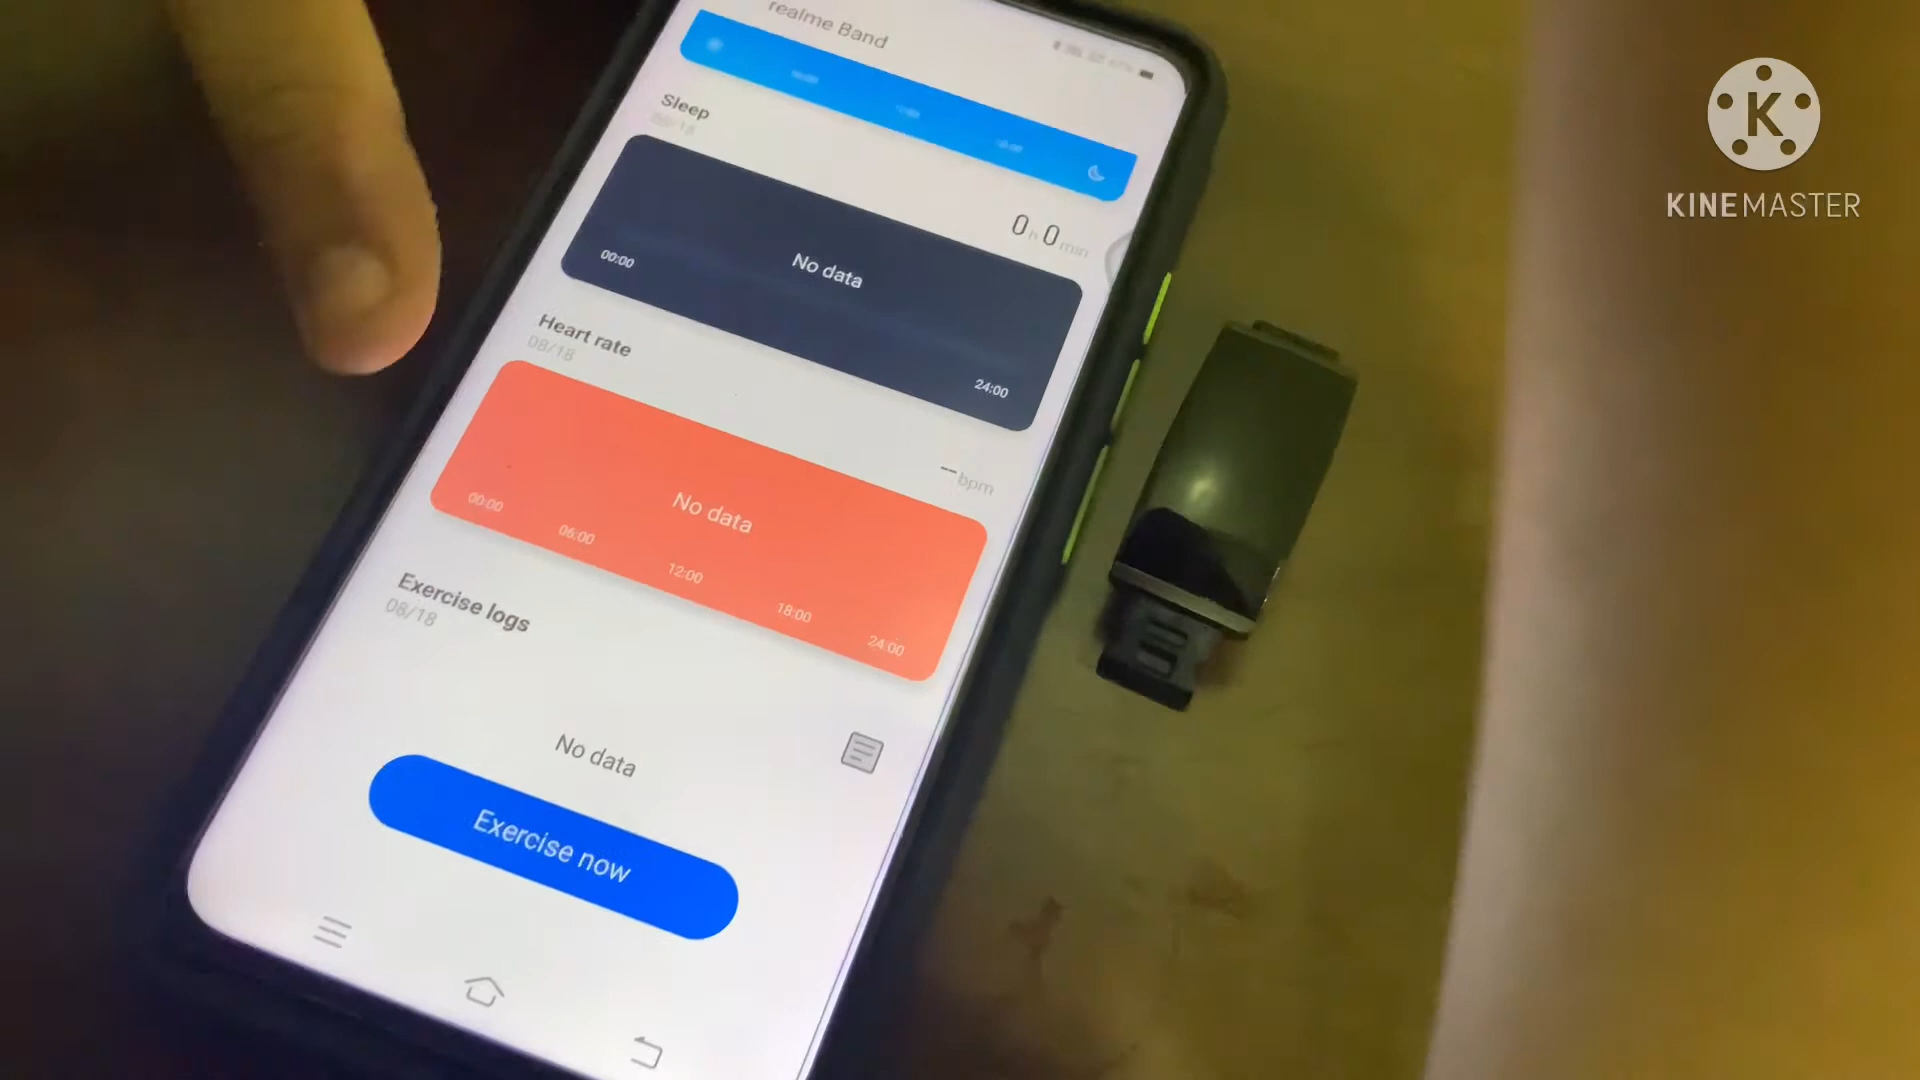 realme Band
Sleep
08/18
0 h 0 min
No data
00:00
24:00
Heart rate
08/18
-- bpm
No data
00:00
06:00
12:00
18:00
24:00
Exercise logs
08/18
No data
Exercise now
K
KINEMASTER